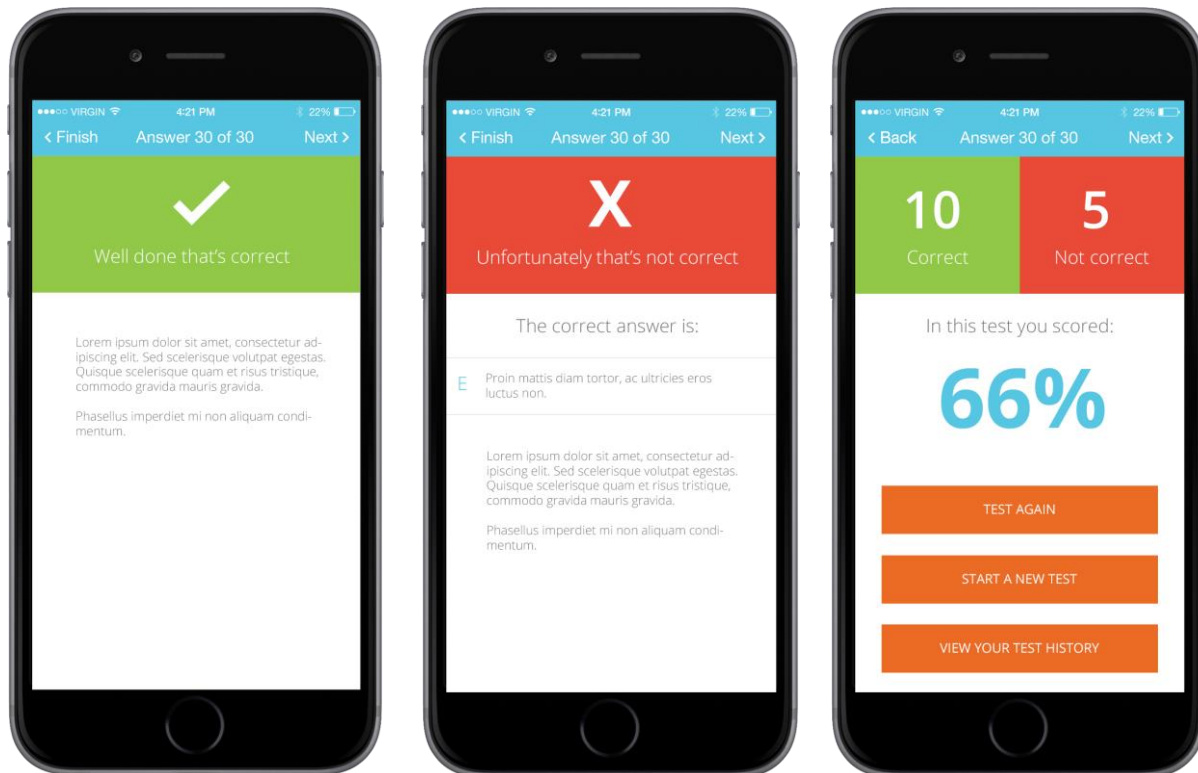 VIRGIN 4:21 PM 22%
< Finish Answer 30 of 30 Next >
Well done that's correct
Lorem ipsum dolor sit amet, consectetur ad-
ipiscing elit. Sed scelerisque volutpat egestas.
Quisque scelerisque quam et risus tristique,
commodo gravida mauris gravida.
Phasellus imperdiet mi non aliquam condi-
mentum.
VIRGIN 4:21 PM 22%
< Finish Answer 30 of 30 Next >
X
Unfortunately that's not correct
The correct answer is:
E Proin mattis diam tortor, ac ultricies eros
luctus non.
Lorem ipsum dolor sit amet, consectetur ad-
ipiscing elit. Sed scelerisque volutpat egestas.
Quisque scelerisque quam et risus tristique,
commodo gravida mauris gravida.
Phasellus imperdiet mi non aliquam condi-
mentum.
VIRGIN 4:21 PM 22%
< Back Answer 30 of 30 Next >
10 5
Correct Not correct
In this test you scored:
66%
TEST AGAIN
START A NEW TEST
VIEW YOUR TEST HISTORY